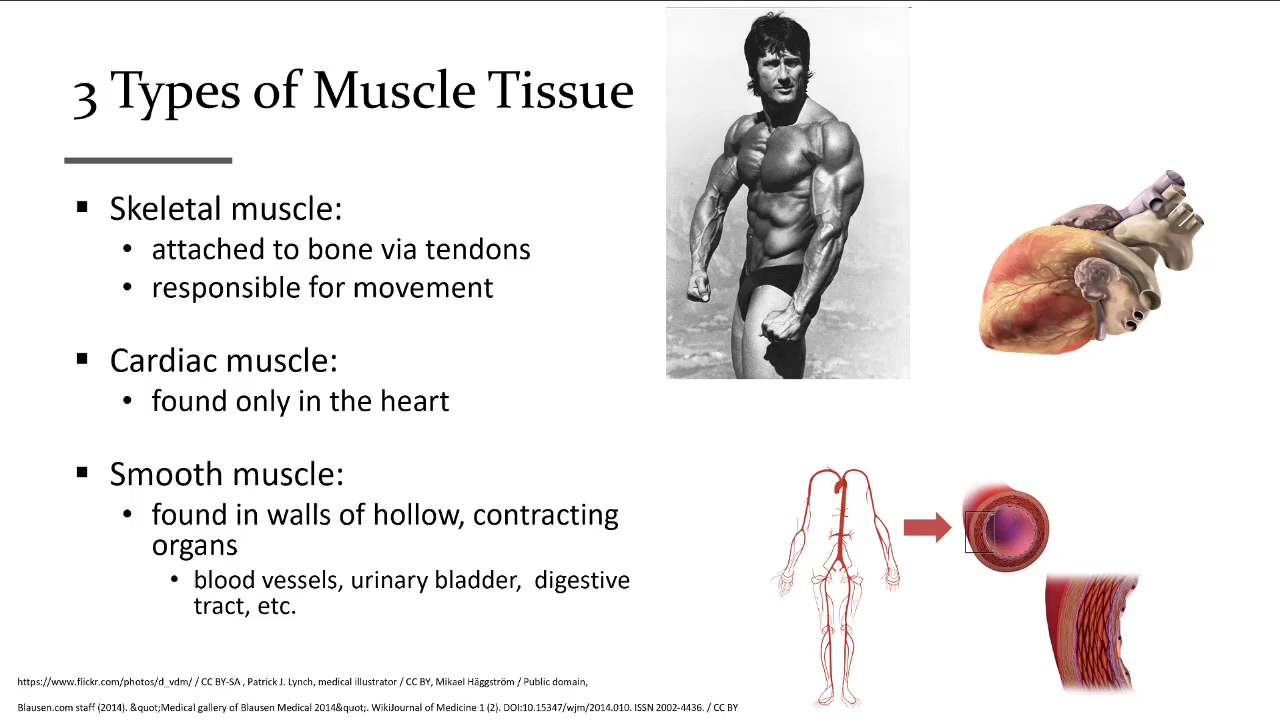 3 Types of Muscle Tissue
▪ Skeletal muscle:
• attached to bone via tendons
• responsible for movement
▪ Cardiac muscle:
• found only in the heart
▪ Smooth muscle:
• found in walls of hollow, contracting
organs
• blood vessels, urinary bladder,  digestive
tract, etc.
https://www.flickr.com/photos/d_vdm/ / CC BY-SA , Patrick J. Lynch, medical illustrator / CC BY, Mikael Häggström / Public domain,
Blausen.com staff (2014). &quot;Medical gallery of Blausen Medical 2014&quot;. WikiJournal of Medicine 1 (2). DOI:10.15347/wjm/2014.010. ISSN 2002-4436. / CC BY